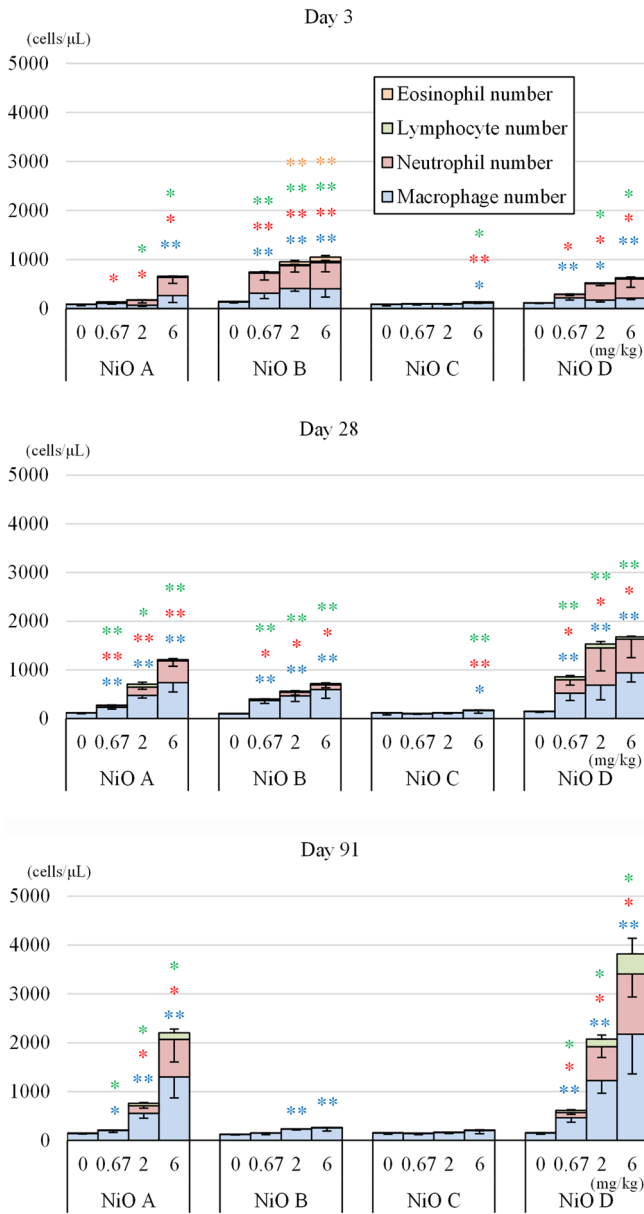 Day 3
(cells/μL)
5000
Eosinophil number
Lymphocyte number
Neutrophil number
Macrophage number
4000
3000
** **
* ** ** ** *
* ** ** ** * * *
* ** ** ** ** ** * * *
* * ** ** ** * ** * **
2000
1000
0
0 0.67 2 6 0 0.67 2 6 0 0.67 2 6 0 0.67 2 6
(mg/kg)
NiO A NiO B NiO C NiO D
Day 28
(cells/μL)
5000
4000
3000
** ** **
* ** ** ** ** * *
** ** ** ** * * ** * ** **
** ** ** * ** ** ** **
** ** *
2000
1000
0
0 0.67 2 6 0 0.67 2 6 0 0.67 2 6 0 0.67 2 6
(mg/kg)
NiO A NiO B NiO C NiO D
Day 91
(cells/μL)
*
*
**
5000
4000
* *
* *
** **
3000
* *
* *
** **
2000
* *
* ** **
1000
0
0 0.67 2 6 0 0.67 2 6 0 0.67 2 6 0 0.67 2 6
(mg/kg)
NiO A NiO B NiO C NiO D